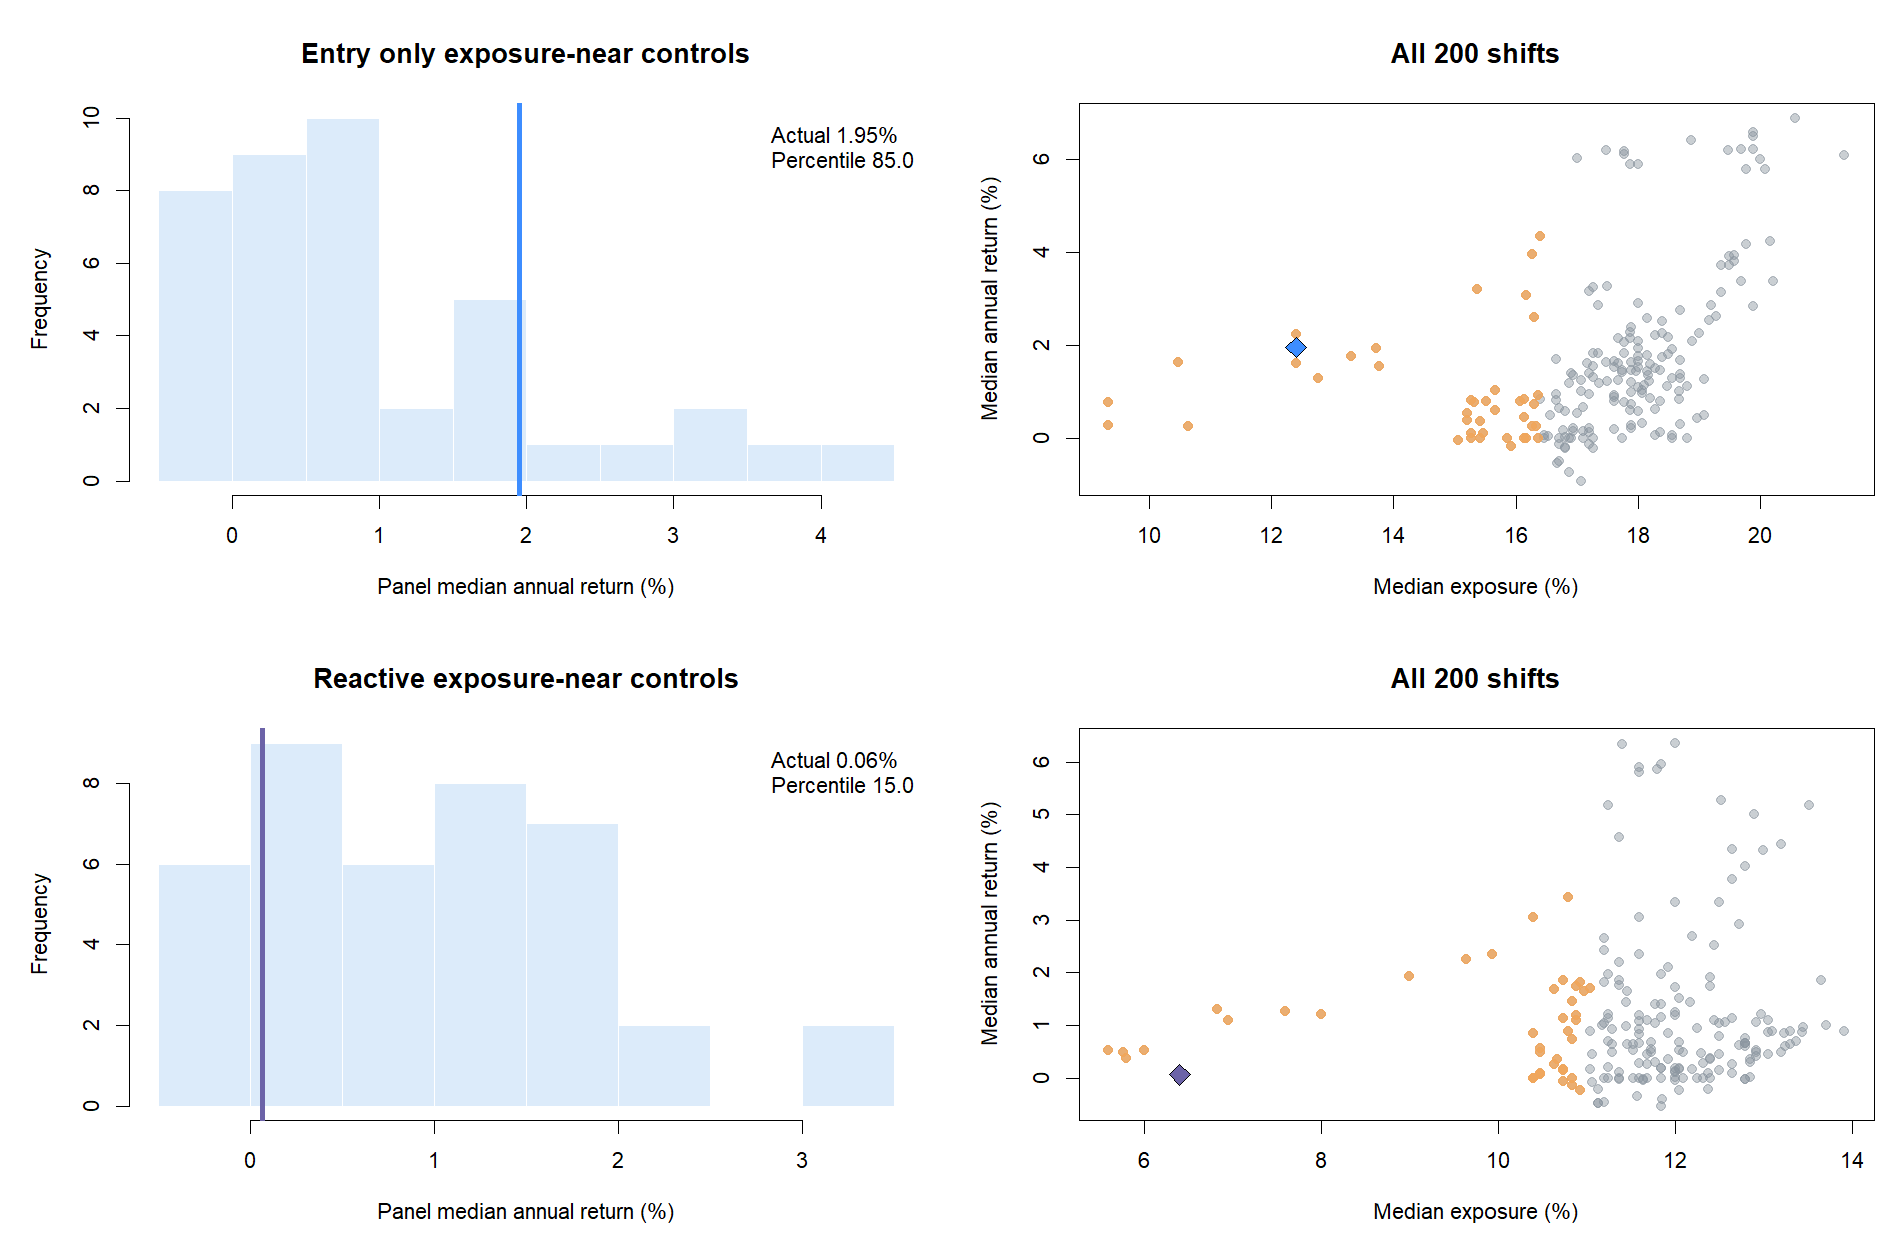 Entry only exposure-near controls
Actual 1.95%
Percentile 85.0
Frequency
0
2
4
6
8
10
0 1 2 3 4
Panel median annual return (%)
All 200 shifts
Median annual return (%)
0
2
4
6
10 12 14 16 18 20
Median exposure (%)
Reactive exposure-near controls
Actual 0.06%
Percentile 15.0
Frequency
0
2
4
6
8
0 1 2 3
Panel median annual return (%)
All 200 shifts
Median annual return (%)
0
1
2
3
4
5
6
6 8 10 12 14
Median exposure (%)